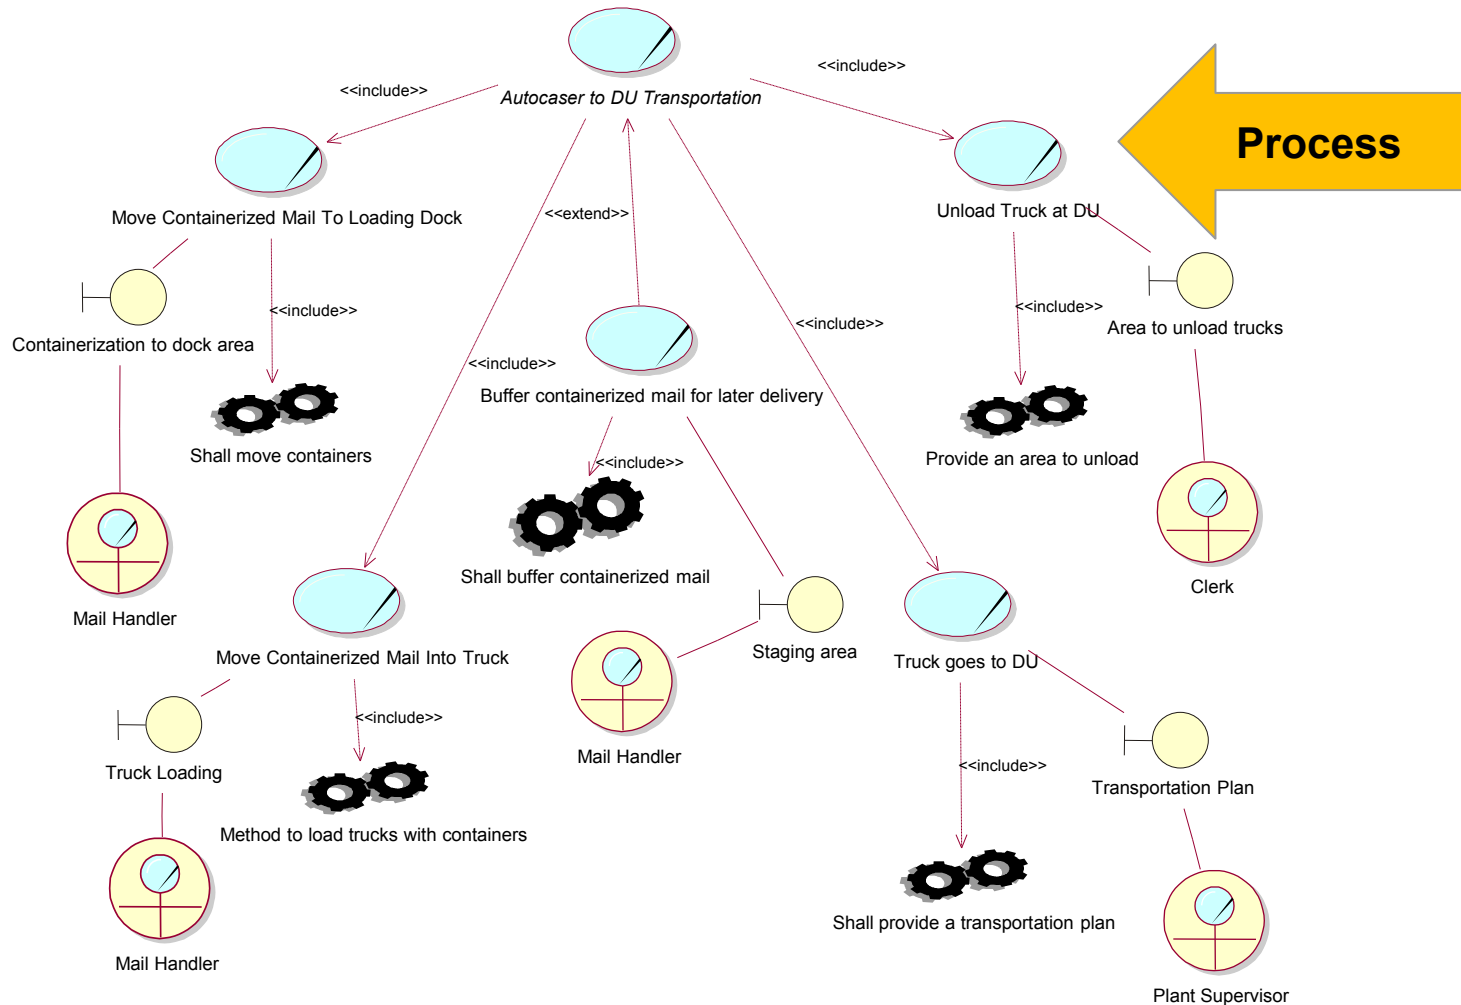 <<include>>
<<include>>
Autocaser to DU Transportation
Process
Move Containerized Mail To Loading Dock
<<extend>>
Unload Truck at DU
<<include>>
<<include>>
<<include>>
Area to unload trucks
Containerization to dock area
<<include>>
Buffer containerized mail for later delivery
Shall move containers
<<include>>
Provide an area to unload
Shall buffer containerized mail
Clerk
Mail Handler
Move Containerized Mail Into Truck
Staging area
Truck goes to DU
<<include>>
Mail Handler
Truck Loading
<<include>>
Transportation Plan
Method to load trucks with containers
Shall provide a transportation plan
Mail Handler
Plant Supervisor